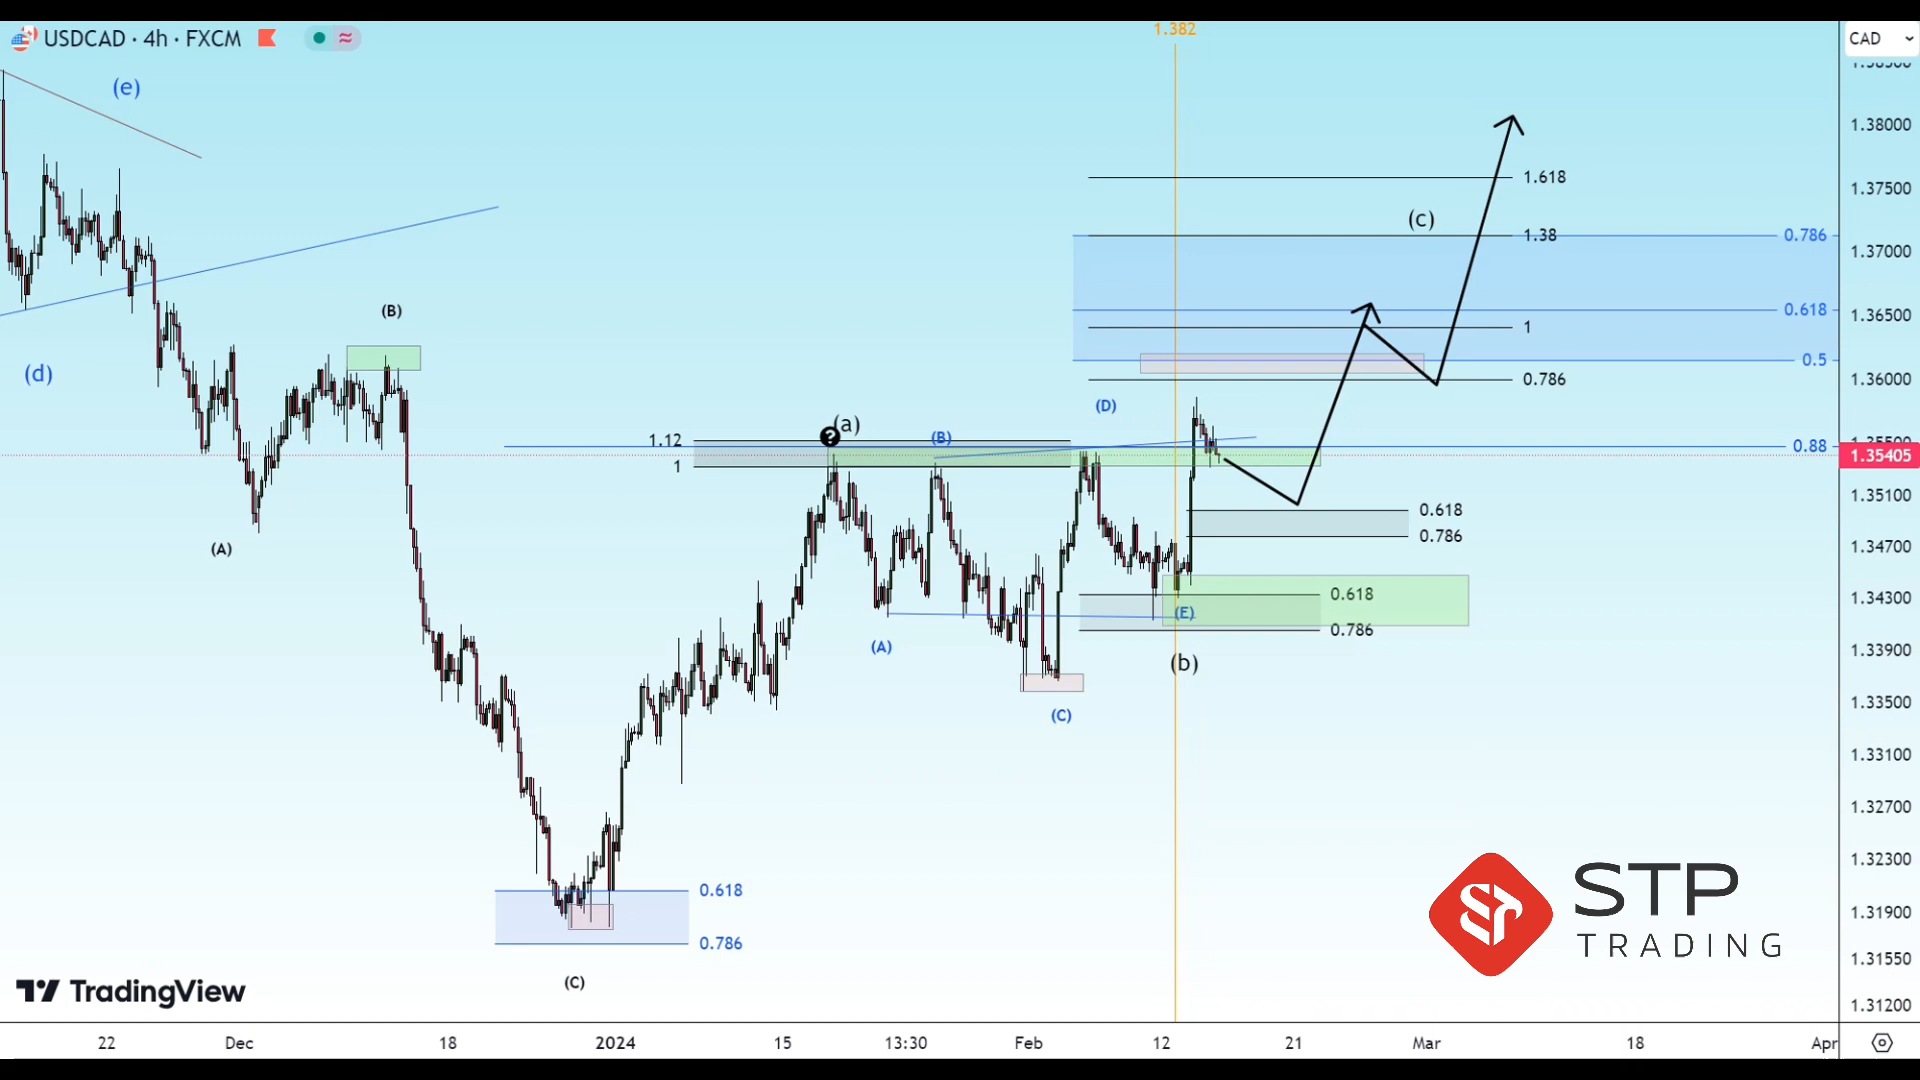 USDCAD · 4h · FXCM
1.382
CAD
(e)
1.38000
1.618
1.37500
(c)
1.38
0.786
1.37000
(B)
0.618
1.36500
1
0.5
(d)
0.786
1.36000
(D)
(a)
(B)
1.12
0.88
1.35405
1
0.618
1.35100
0.786
(A)
1.34700
0.618
1.34300
(E)
0.786
(A)
1.33900
(b)
1.33500
(C)
1.33100
1.32700
1.32300
0.618
STP
1.31900
0.786
TRADING
1.31550
(C)
TradingView
1.31200
22 Dec 18 2024 15 13:30 Feb 12 21 Mar 18 Apr